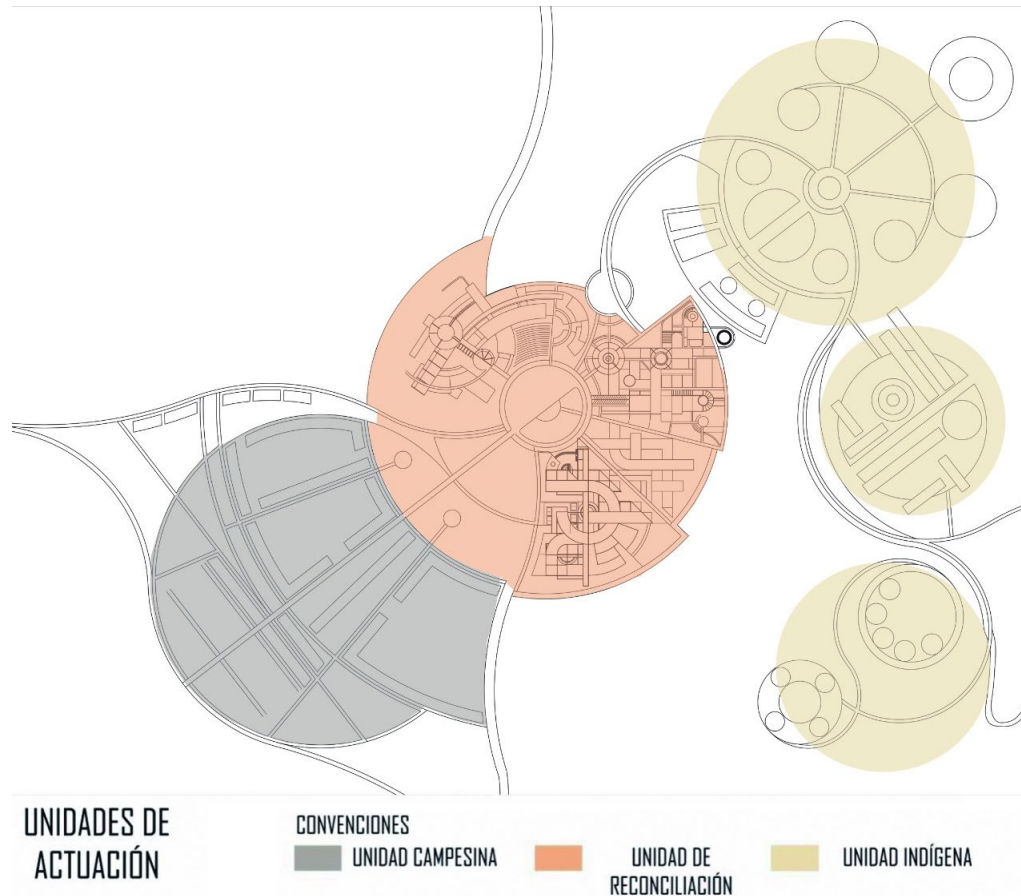 UNIDADES DE
ACTUACIÓN
CONVENCIONES
UNIDAD CAMPESINA
UNIDAD DE
RECONCILIACIÓN
UNIDAD INDÍGENA